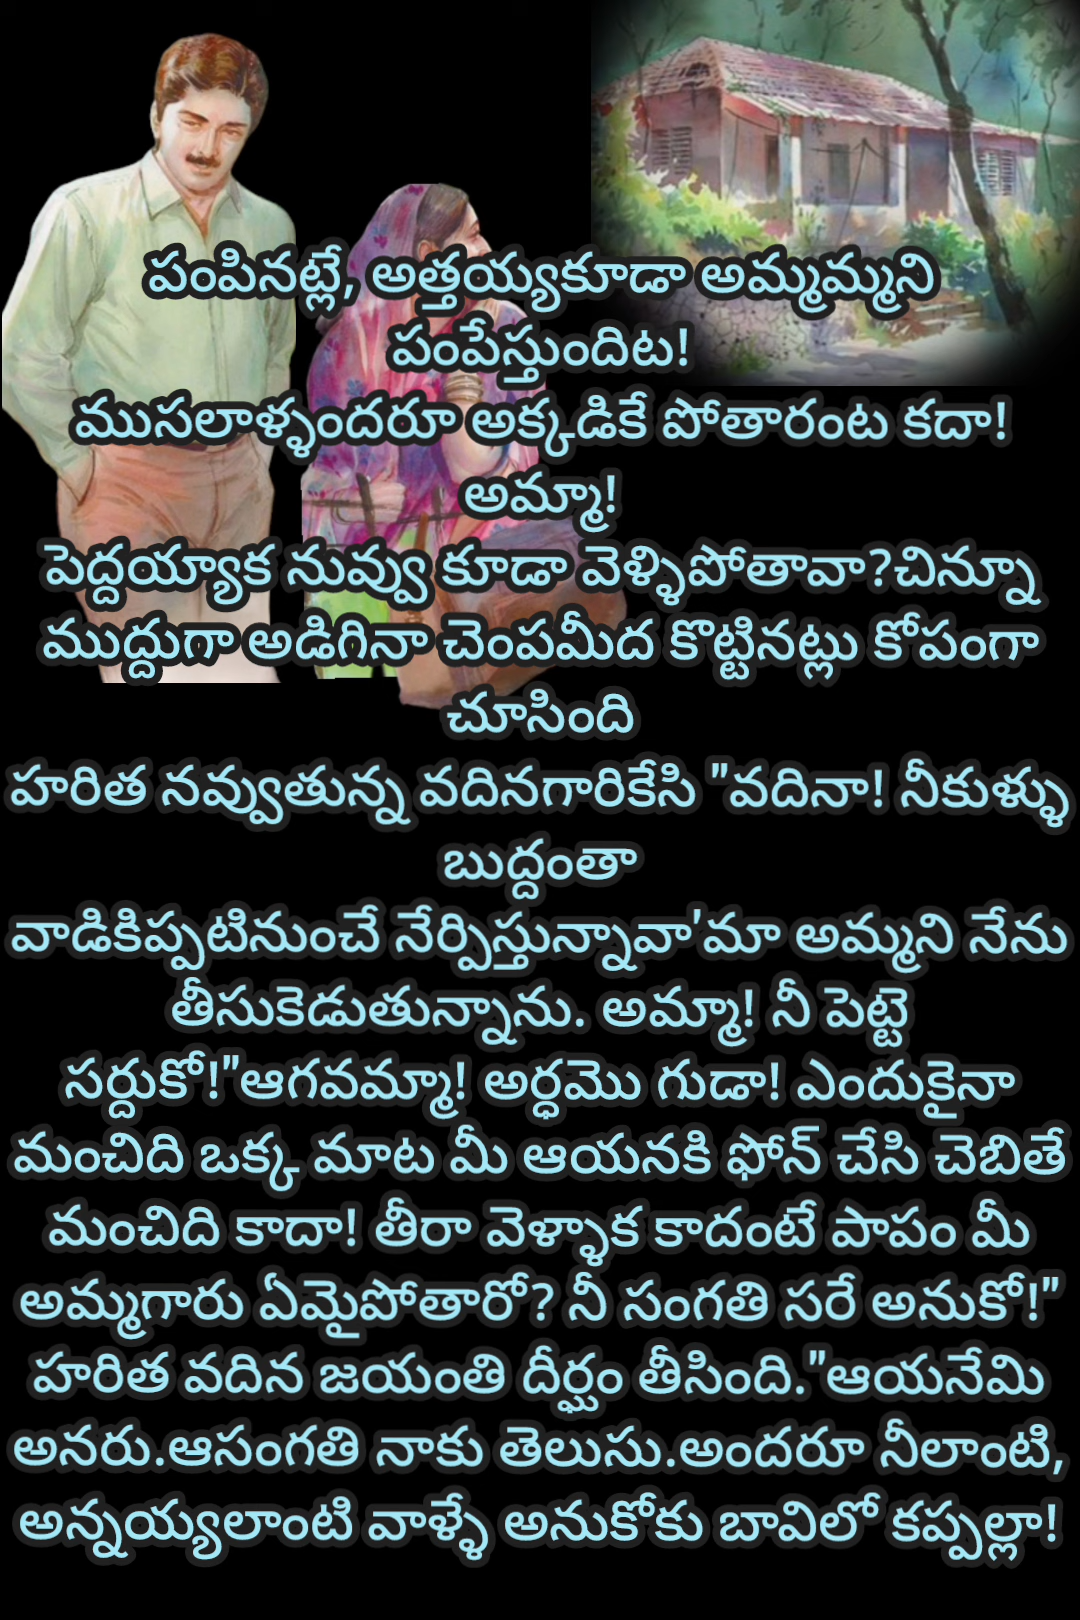 పంపినట్లే, అత్తయ్యకూడా అమ్మమ్మని
పంపేస్తుందిట!
ముసలాళ్ళందరూ అక్కడికే పోతారంట కదా!
అమ్మా!
పెద్దయ్యాక నువ్వు కూడా వెళ్ళిపోతావా?చిన్నూ
ముద్దుగా అడిగినా చెంపమీద కొట్టినట్లు కోపంగా
చూసింది
హరిత నవ్వుతున్న వదినగారికేసి "వదినా! నీకుళ్ళు
బుద్దంతా
వాడికిప్పటినుంచే నేర్పిస్తున్నావా'మా అమ్మని నేను
తీసుకెడుతున్నాను. అమ్మా! నీ పెట్టె
సర్దుకో!"ఆగవమ్మా! అర్ధమొ గుడా! ఎందుకైనా
మంచిది ఒక్క మాట మీ ఆయనకి ఫోన్ చేసి చెబితే
మంచిది కాదా! తీరా వెళ్ళాక కాదంటే పాపం మీ
అమ్మగారు ఏమైపోతారో? నీ సంగతి సరే అనుకో!"
హరిత వదిన జయంతి దీర్ఘం తీసింది."ఆయనేమి
అనరు.ఆసంగతి నాకు తెలుసు.అందరూ నీలాంటి,
అన్నయ్యలాంటి వాళ్ళే అనుకోకు బావిలో కప్పల్లా!